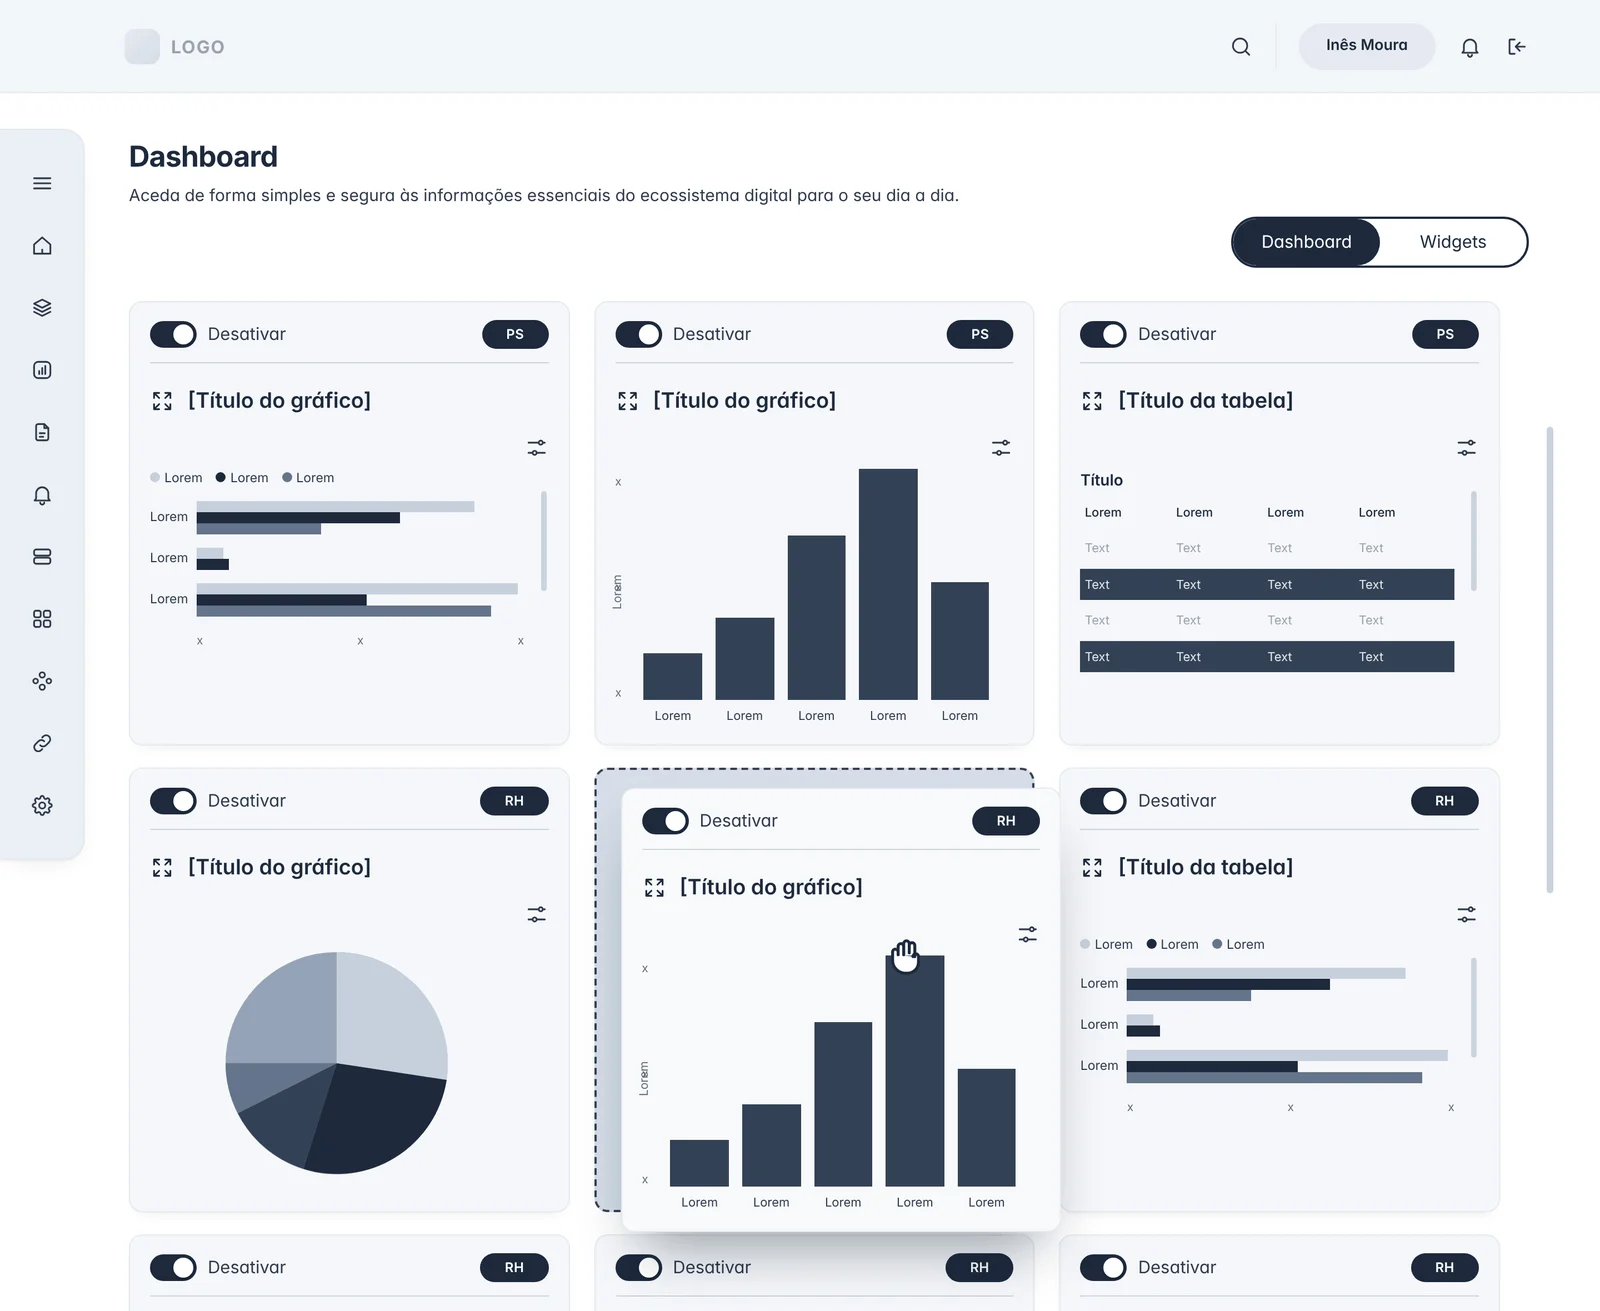 LOGO
Inês Moura
Dashboard
Aceda de forma simples e segura às informações essenciais do ecossistema digital para o seu dia a dia.
Dashboard Widgets
Desativar PS
[Título do gráfico]
Lorem Lorem Lorem
Lorem
Lorem
Lorem
x x x
Desativar PS
[Título do gráfico]
x
Lorem
x
Lorem Lorem Lorem Lorem Lorem
Desativar PS
[Título da tabela]
Título
Lorem Lorem Lorem Lorem
Text Text Text Text
Text Text Text Text
Text Text Text Text
Text Text Text Text
Desativar RH
[Título do gráfico]
Desativar RH
[Título do gráfico]
x
Lorem
x
Lorem Lorem Lorem Lorem Lorem
Desativar RH
[Título da tabela]
Lorem Lorem Lorem
Lorem
Lorem
Lorem
x x x
Desativar RH
Desativar RH
Desativar RH